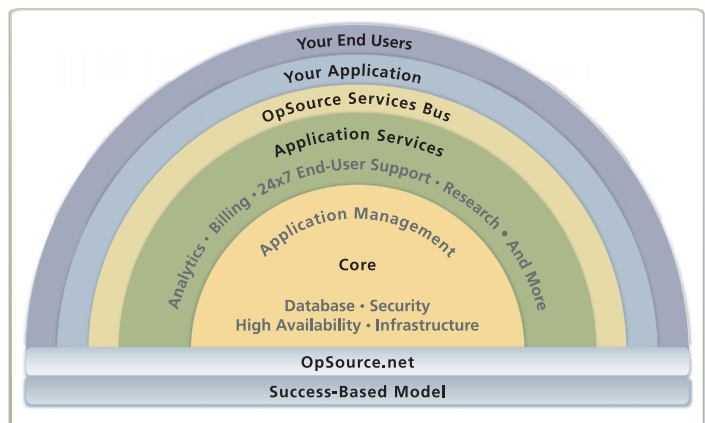 Your End Users
Your Application
OpSource Services Bus
Application Services
Analytics • Billing • 24x7 End-User Support • Research • And More
Application Management
Core
Database • Security
High Availability • Infrastructure
OpSource.net
Success-Based Model